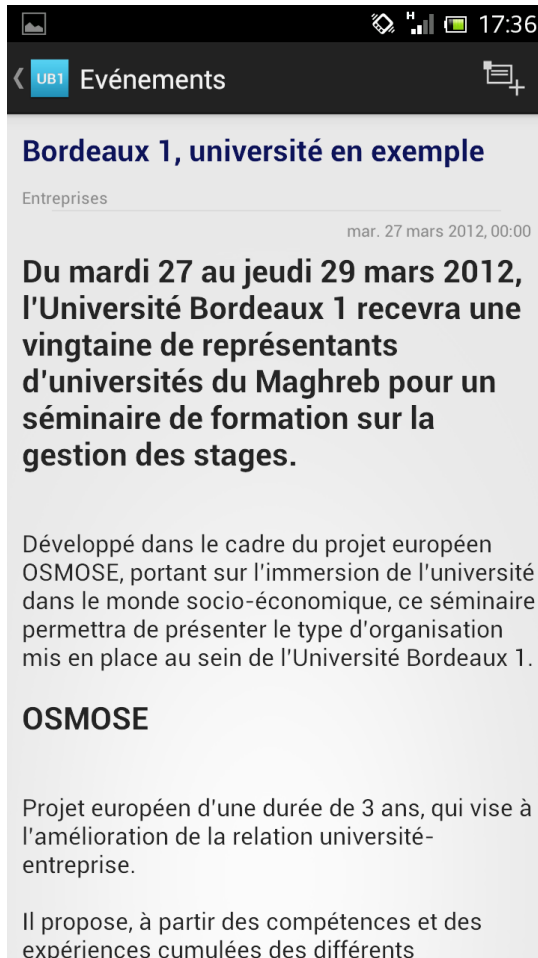 H 17:36
UB1 Evénements
Bordeaux 1, université en exemple
Entreprises
mar. 27 mars 2012, 00:00
Du mardi 27 au jeudi 29 mars 2012,
l'Université Bordeaux 1 recevra une
vingtaine de représentants
d'universités du Maghreb pour un
séminaire de formation sur la
gestion des stages.
Développé dans le cadre du projet européen
OSMOSE, portant sur l'immersion de l'université
dans le monde socio-économique, ce séminaire
permettra de présenter le type d'organisation
mis en place au sein de l'Université Bordeaux 1.
OSMOSE
Projet européen d'une durée de 3 ans, qui vise à
l'amélioration de la relation université-
entreprise.
Il propose, à partir des compétences et des
expériences cumulées des différents